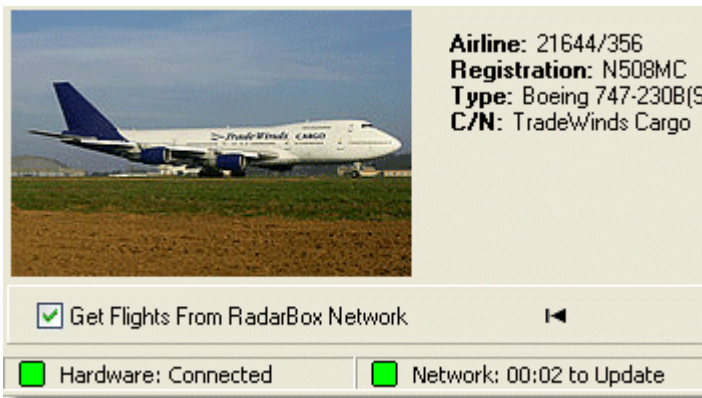 TradeWinds CARGO
Airline: 21644/356
Registration: N508MC
Type: Boeing 747-230B(S
C/N: TradeWinds Cargo
Get Flights From RadarBox Network
Hardware: Connected
Network: 00:02 to Update